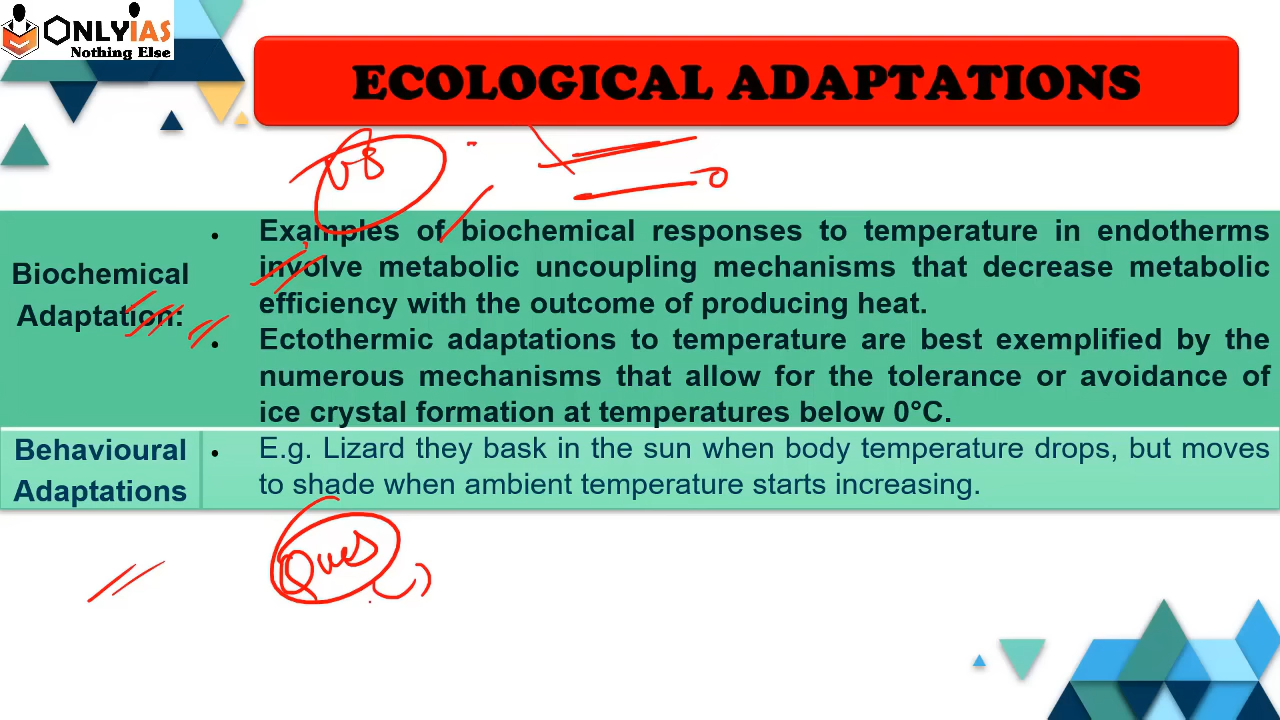 ONLYIAS
Nothing Else
ECOLOGICAL ADAPTATIONS
Biochemical
Adaptation:
• Examples of biochemical responses to temperature in endotherms
involve metabolic uncoupling mechanisms that decrease metabolic
efficiency with the outcome of producing heat.
• Ectothermic adaptations to temperature are best exemplified by the
numerous mechanisms that allow for the tolerance or avoidance of
ice crystal formation at temperatures below 0°C.
Behavioural
Adaptations
• E.g. Lizard they bask in the sun when body temperature drops, but moves
to shade when ambient temperature starts increasing.
Ques